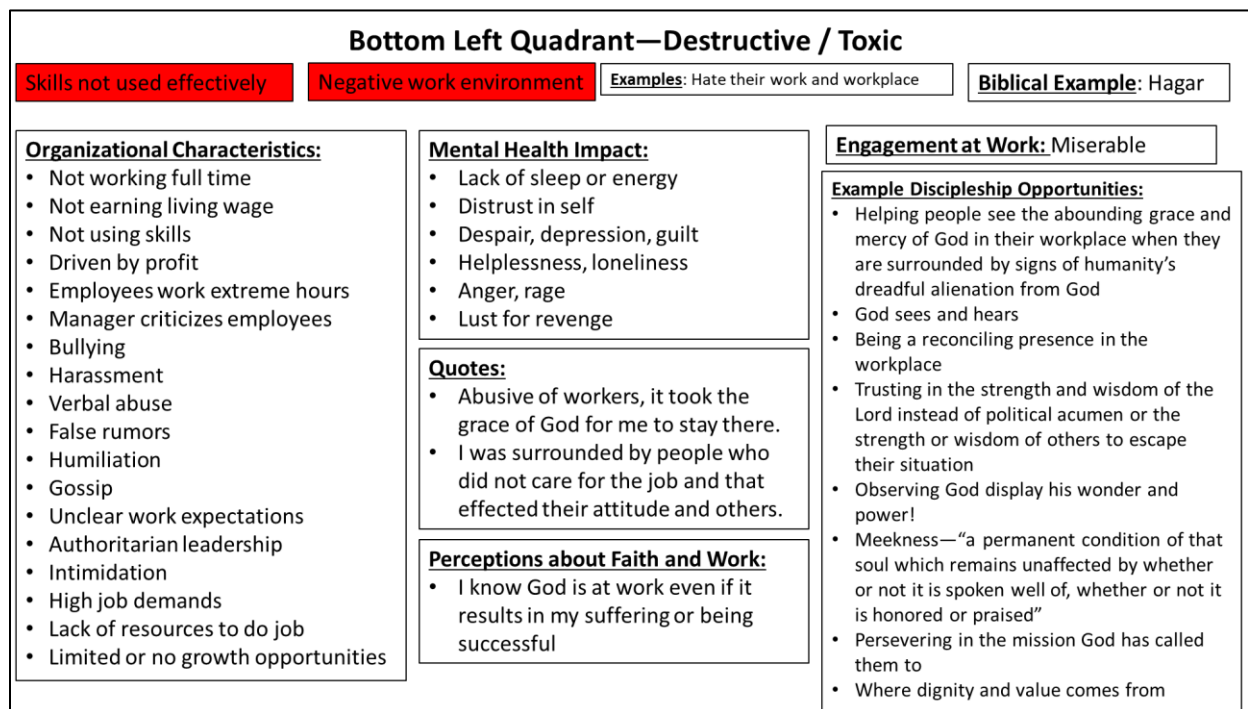 Bottom Left Quadrant—Destructive / Toxic
Skills not used effectively
Negative work environment
Examples: Hate their work and workplace
Biblical Example: Hagar
Organizational Characteristics:
• Not working full time
• Not earning living wage
• Not using skills
• Driven by profit
• Employees work extreme hours
• Manager criticizes employees
• Bullying
• Harassment
• Verbal abuse
• False rumors
• Humiliation
• Gossip
• Unclear work expectations
• Authoritarian leadership
• Intimidation
• High job demands
• Lack of resources to do job
• Limited or no growth opportunities
Mental Health Impact:
• Lack of sleep or energy
• Distrust in self
• Despair, depression, guilt
• Helplessness, loneliness
• Anger, rage
• Lust for revenge
Quotes:
• Abusive of workers, it took the
grace of God for me to stay there.
• I was surrounded by people who
did not care for the job and that
effected their attitude and others.
Perceptions about Faith and Work:
• I know God is at work even if it
results in my suffering or being
successful
Engagement at Work: Miserable
Example Discipleship Opportunities:
• Helping people see the abounding grace and
mercy of God in their workplace when they
are surrounded by signs of humanity’s
dreadful alienation from God
• God sees and hears
• Being a reconciling presence in the
workplace
• Trusting in the strength and wisdom of the
Lord instead of political acumen or the
strength or wisdom of others to escape
their situation
• Observing God display his wonder and
power!
• Meekness—“a permanent condition of that
soul which remains unaffected by whether
or not it is spoken well of, whether or not it
is honored or praised”
• Persevering in the mission God has called
them to
• Where dignity and value comes from